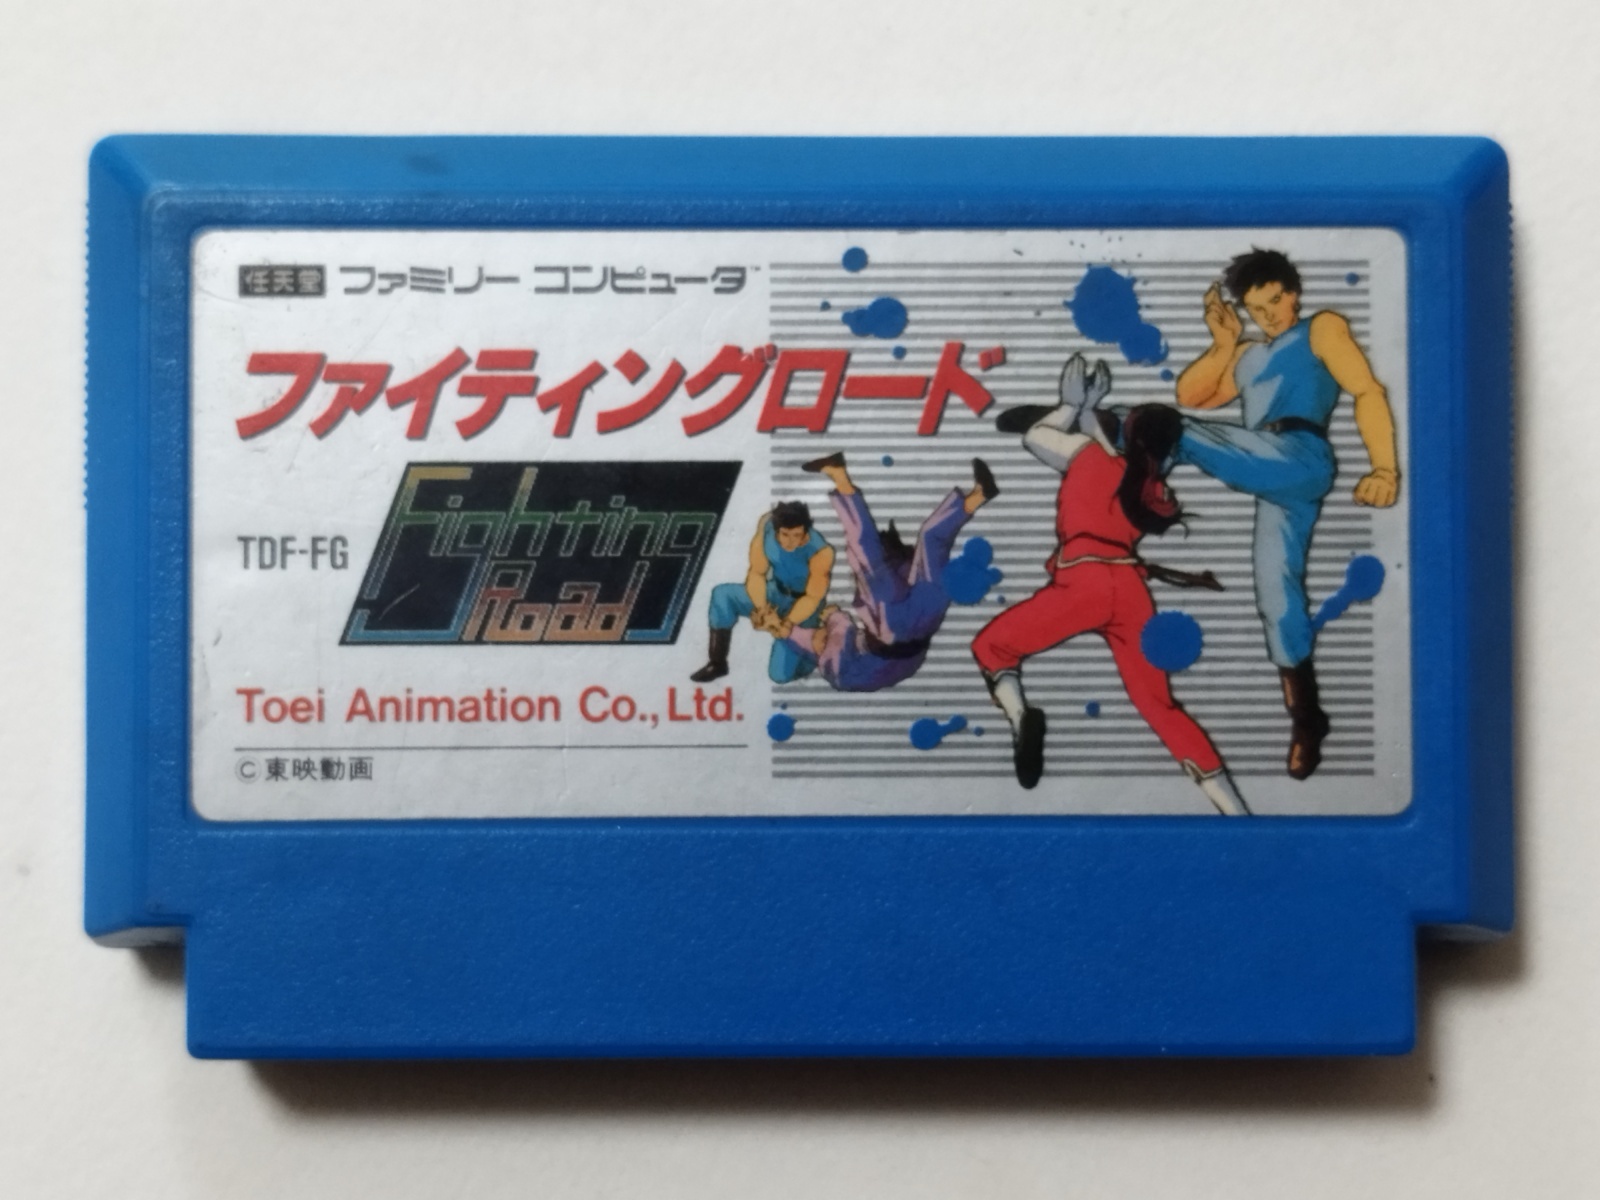 任天堂 ファミリー コンピュータ™
ファイティングロード
TDF-FG
Fighting
Road
Toei Animation Co., Ltd.
© 東映動画